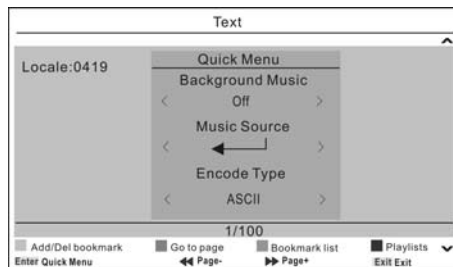 Text
Locale:0419
Quick Menu
Background Music
< Off >
Music Source
< >
Encode Type
< ASCII >
1/100
Add/Del bookmark Go to page Bookmark list Playlists
Enter Quick Menu Page- Page+ Exit Exit